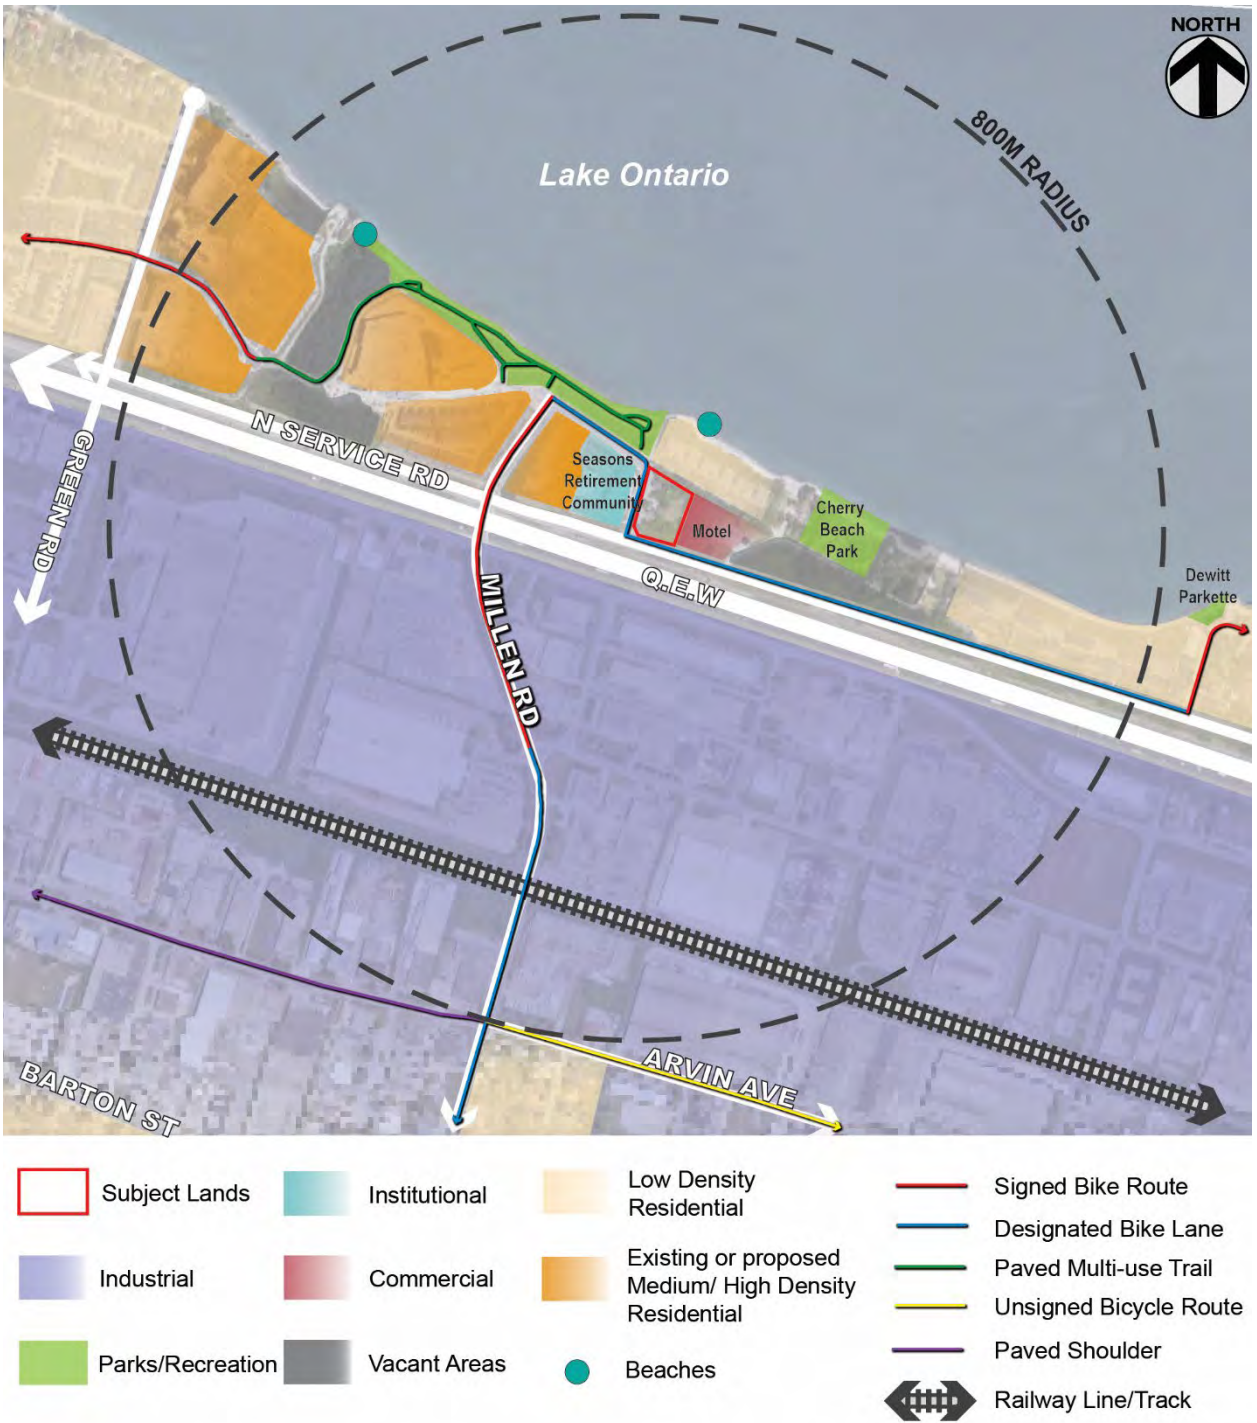 NORTH
800M RADIUS
Lake Ontario
GREEN RD
N SERVICE RD
Seasons
Retirement
Community
Motel
Cherry
Beach
Park
Q.E.W
Dewitt
Parkette
MILLEN RD
ARVIN AVE
BARTON ST
Subject Lands
Institutional
Low Density
Residential
Signed Bike Route
Designated Bike Lane
Industrial
Commercial
Existing or proposed
Medium/ High Density
Residential
Paved Multi-use Trail
Unsigned Bicycle Route
Parks/Recreation
Vacant Areas
Beaches
Paved Shoulder
Railway Line/Track